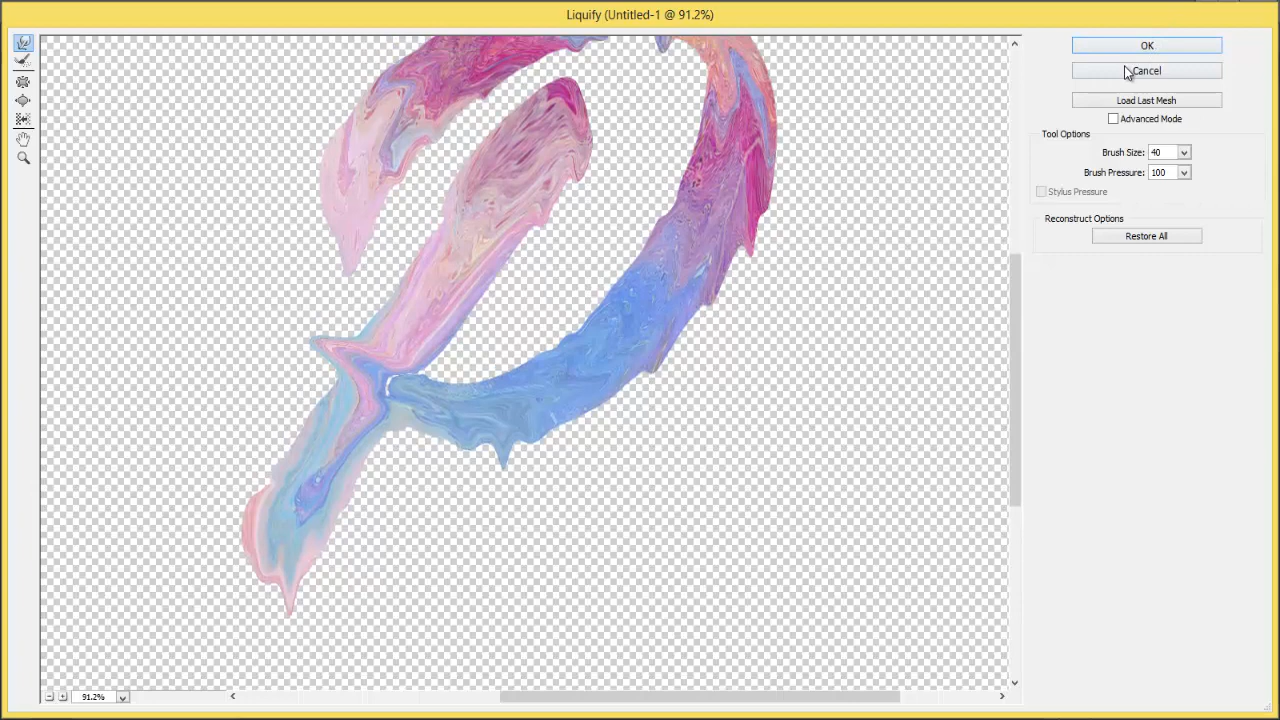 Liquify (Untitled-1 @ 91.2%)
OK
Cancel
Load Last Mesh
Advanced Mode
Tool Options
Brush Size: 40
Brush Pressure: 100
Stylus Pressure
Reconstruct Options
Restore All
91.2%